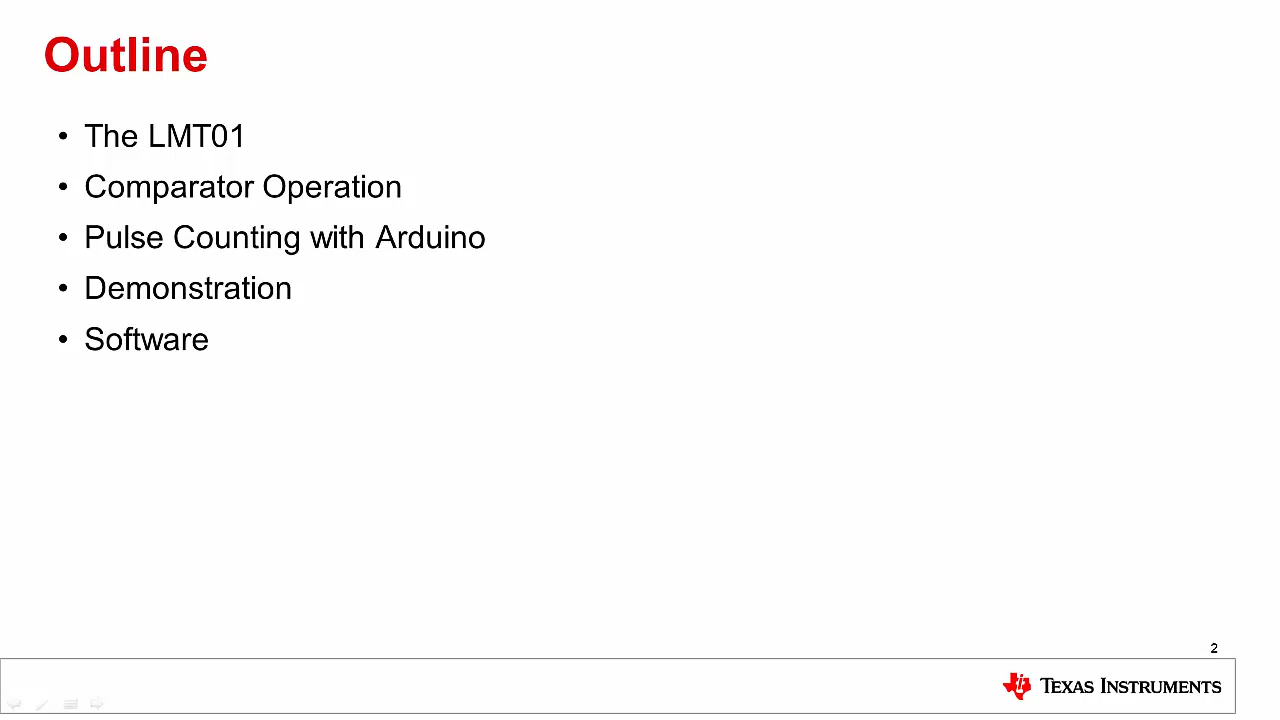 Outline
• The LMT01
• Comparator Operation
• Pulse Counting with Arduino
• Demonstration
• Software
2
TEXAS INSTRUMENTS